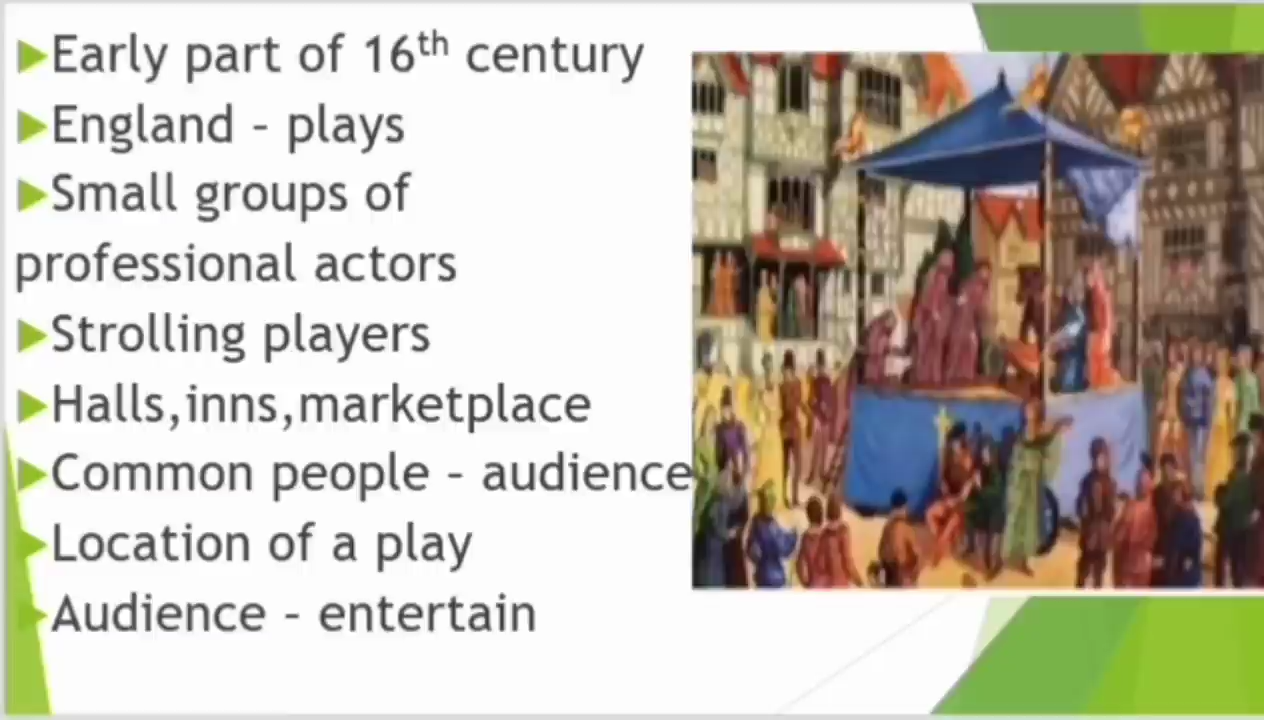 Early part of 16th century
England - plays
Small groups of
professional actors
Strolling players
Halls,inns,marketplace
Common people - audience
Location of a play
Audience - entertain